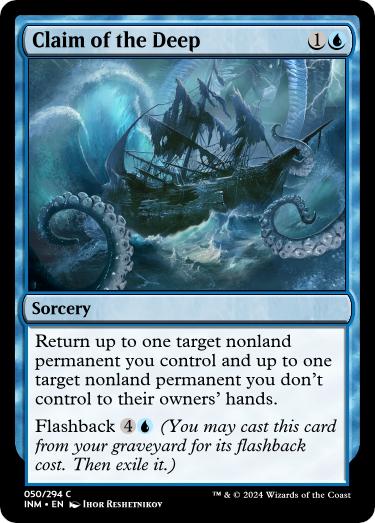 Claim of the Deep 1
Sorcery
Return up to one target nonland
permanent you control and up to one
target nonland permanent you don't
control to their owners' hands.
Flashback 4 (You may cast this card
from your graveyard for its flashback
cost. Then exile it.)
050/294 C
INM • EN Ihor Reshetnikov
™ & © 2024 Wizards of the Coast